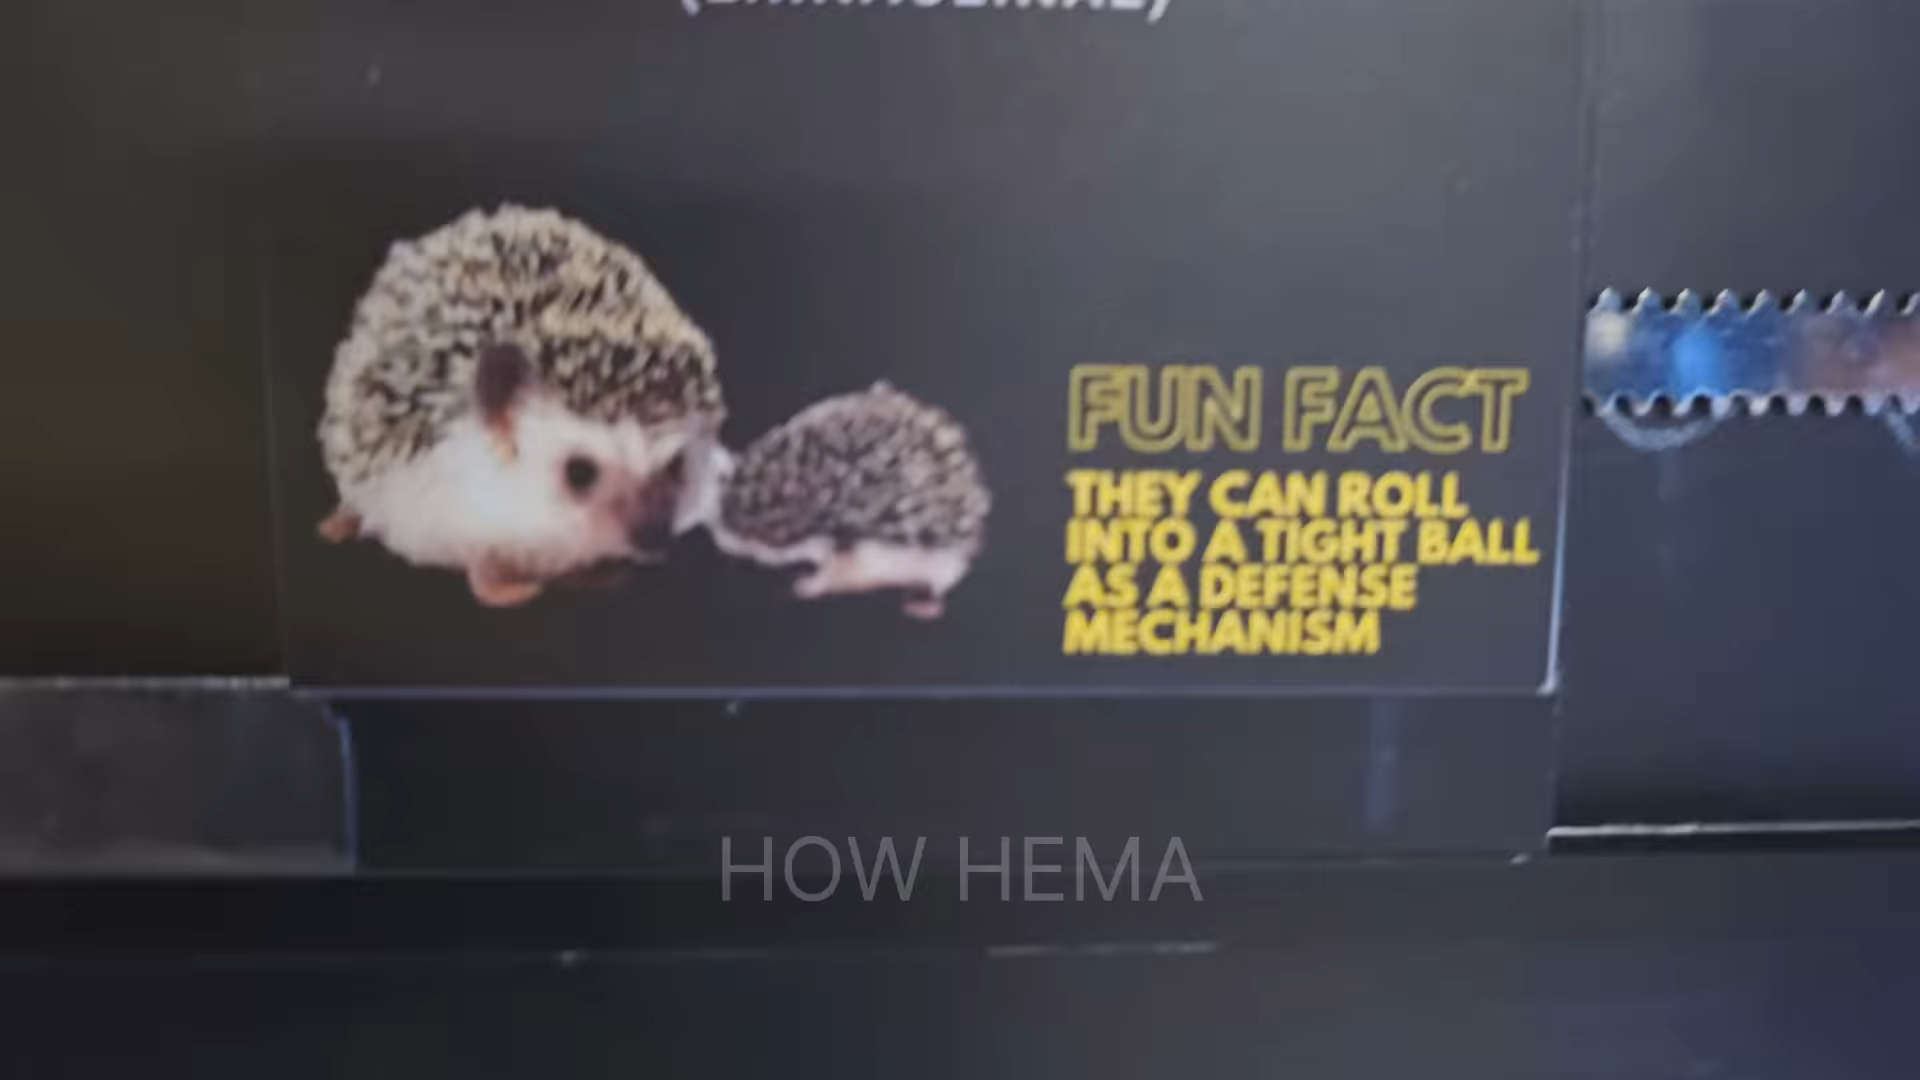 FUN FACT
THEY CAN ROLL
INTO A TIGHT BALL
AS A DEFENSE
MECHANISM
HOW HEMA